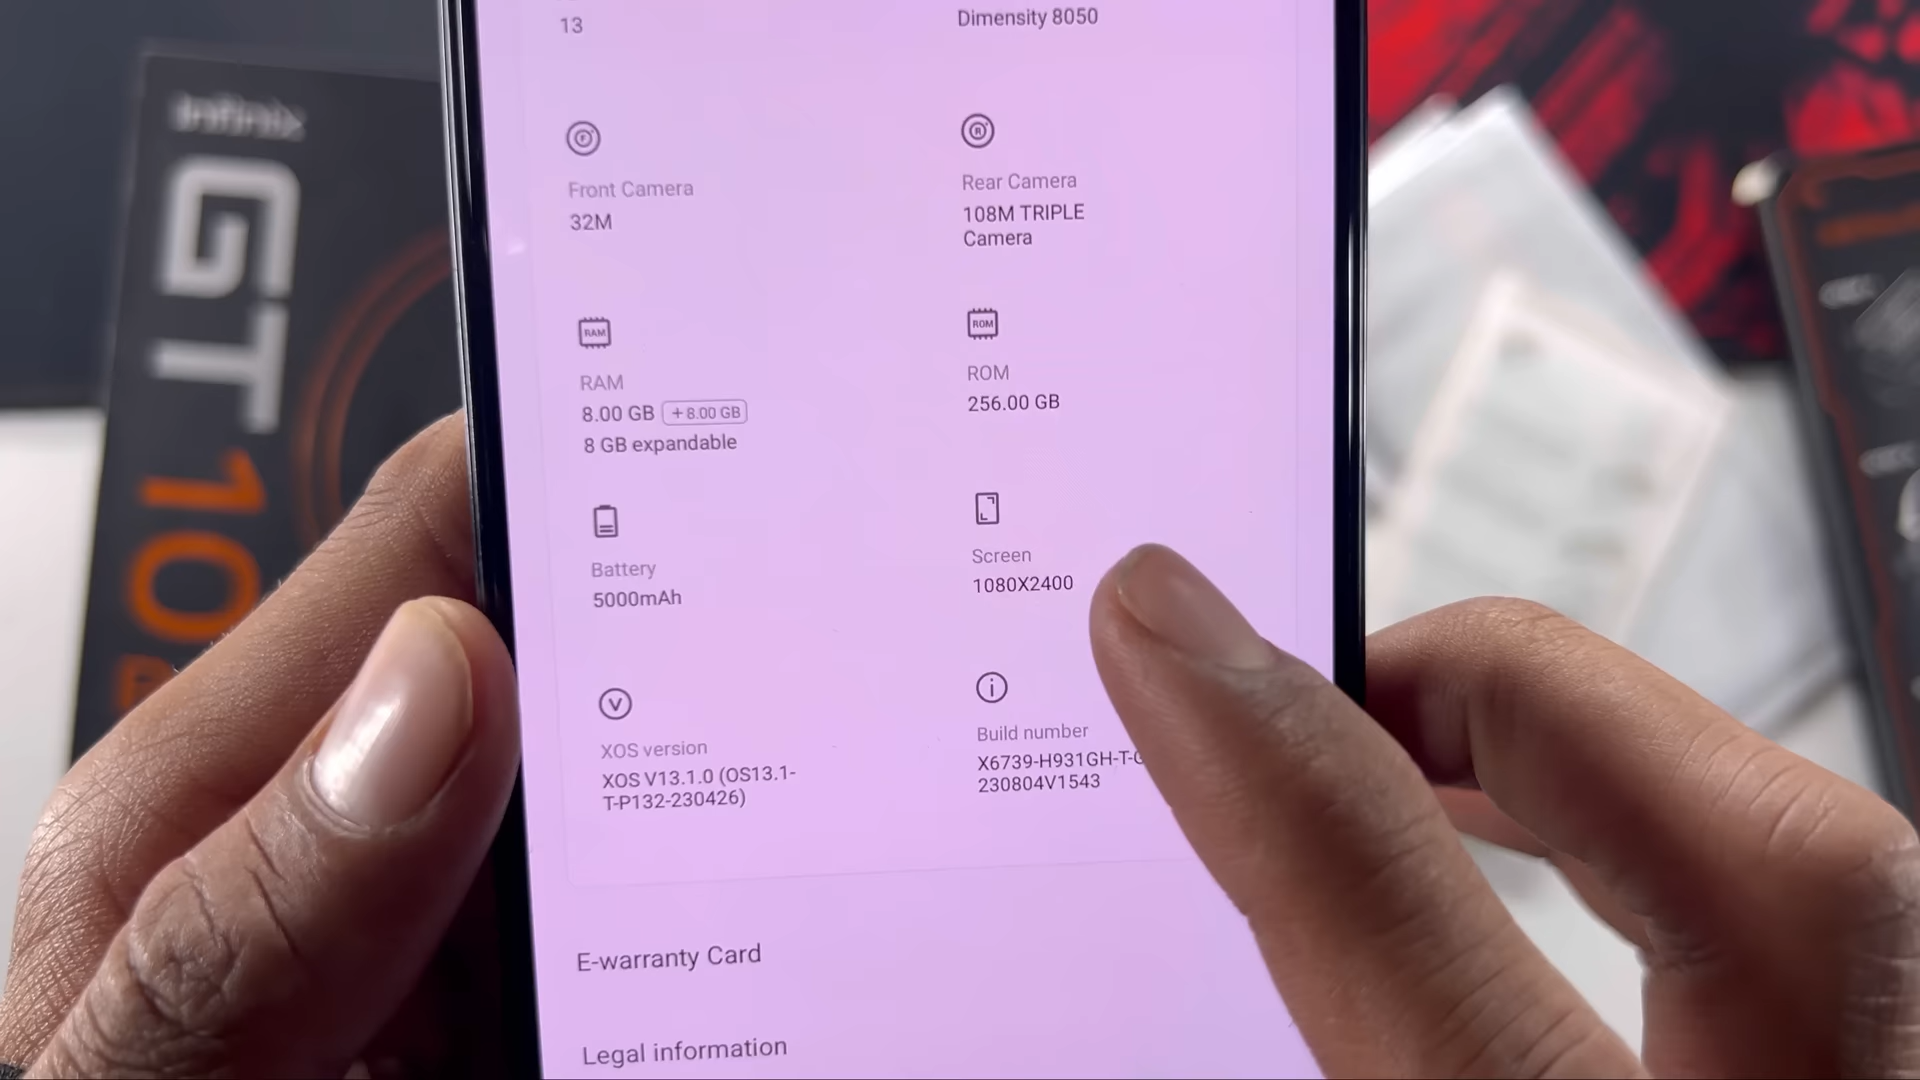 13
Dimensity 8050
Front Camera
32M
Rear Camera
108M TRIPLE
Camera
RAM
RAM
8.00 GB +8.00 GB
8 GB expandable
ROM
ROM
256.00 GB
Battery
5000mAh
Screen
1080X2400
XOS version
XOS V13.1.0 (OS13.1-
T-P132-230426)
Build number
X6739-H931GH-T-
230804V1543
E-warranty Card
Legal information
Infinix
GT 10